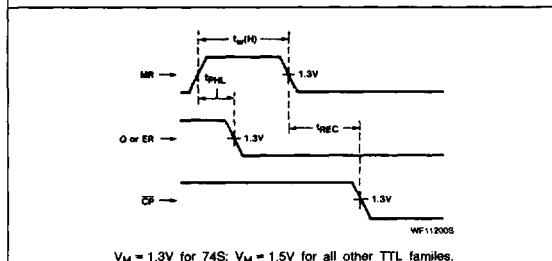 tw(H)
MR
1.3V
tPHL
Q or ER
1.3V
tREC
CP
1.3V
WF11200S
VM = 1.3V for 74S; VM = 1.5V for all other TTL familes.